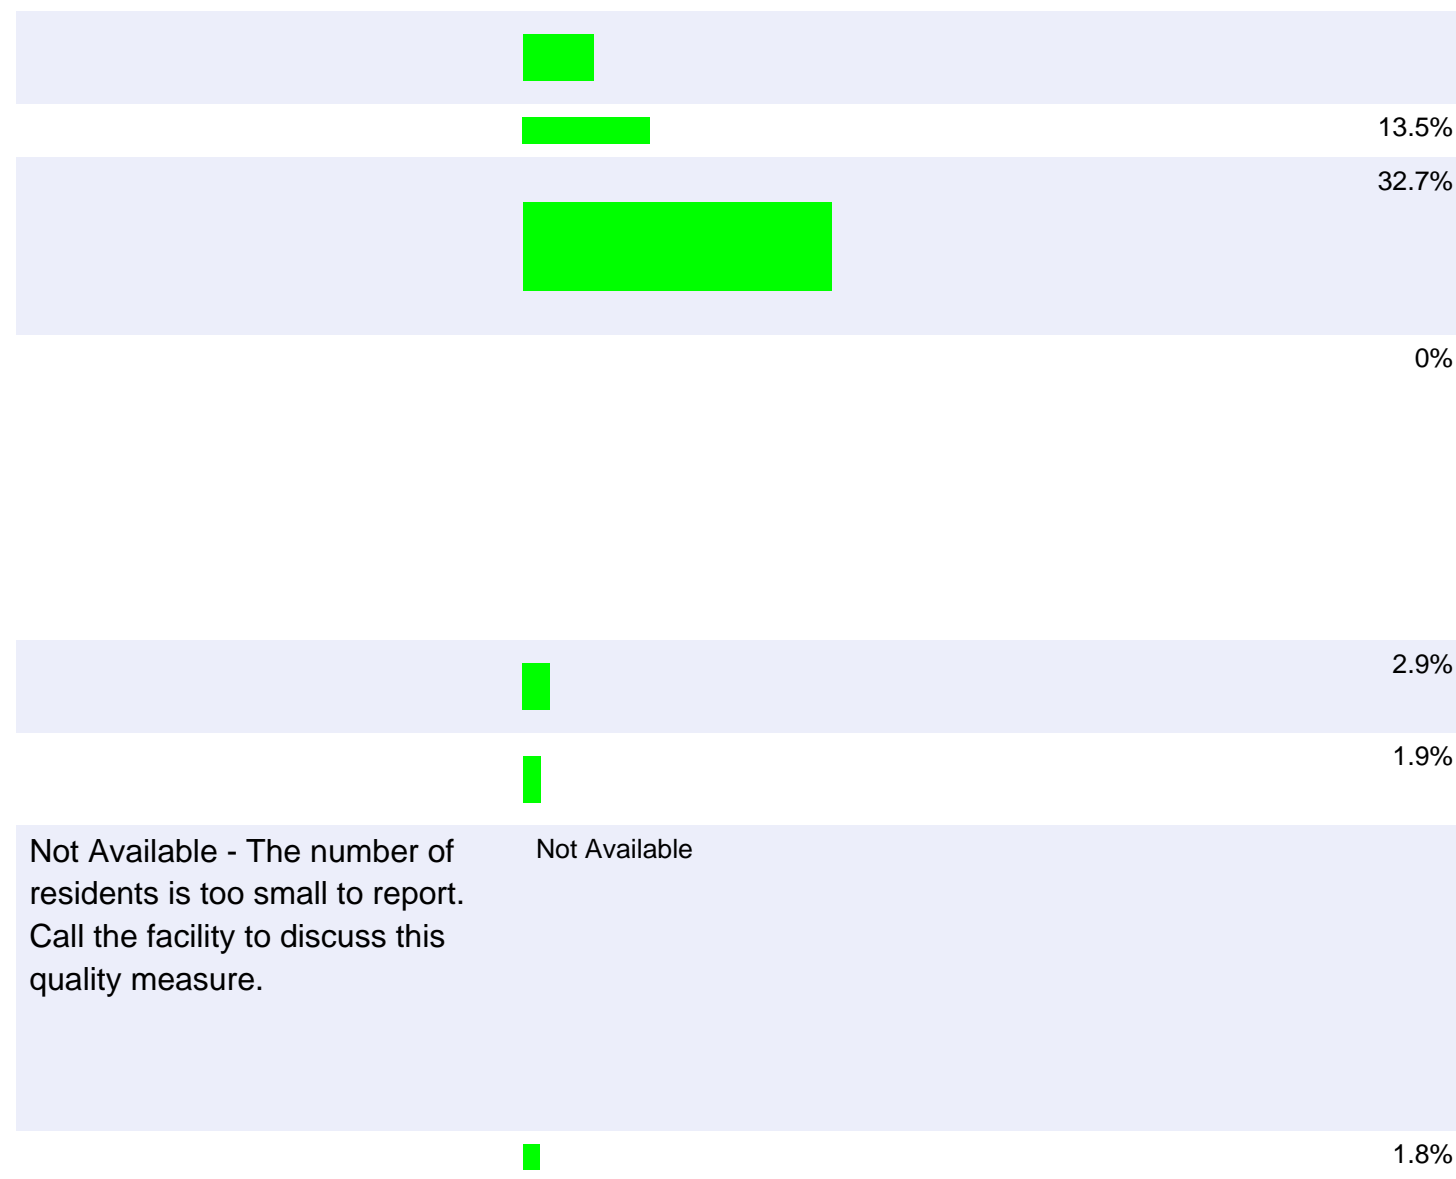 13.5%
32.7%
0%
2.9%
1.9%
Not Available - The number of
residents is too small to report.
Call the facility to discuss this
quality measure.
Not Available
1.8%